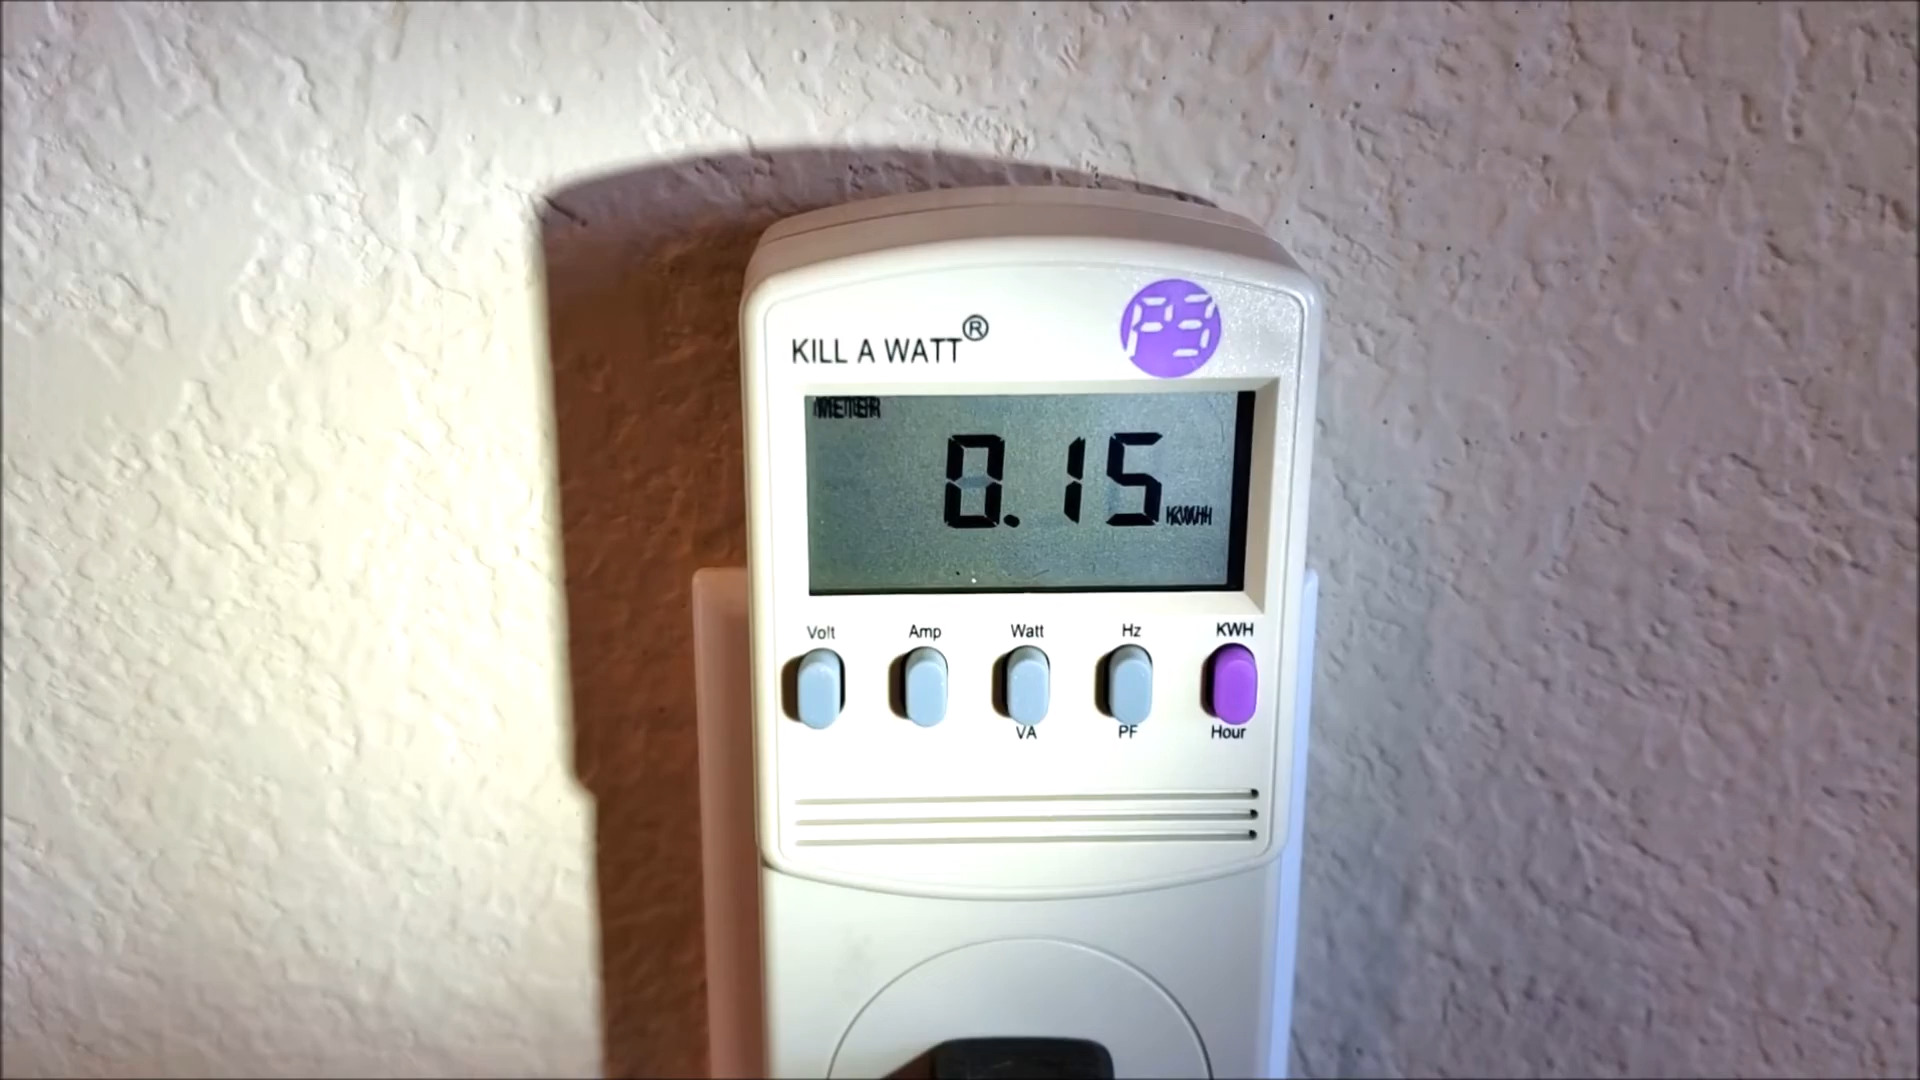 KILL A WATT®
P3
METER
0.15 KWH
Volt Amp Watt Hz KWH
VA PF Hour